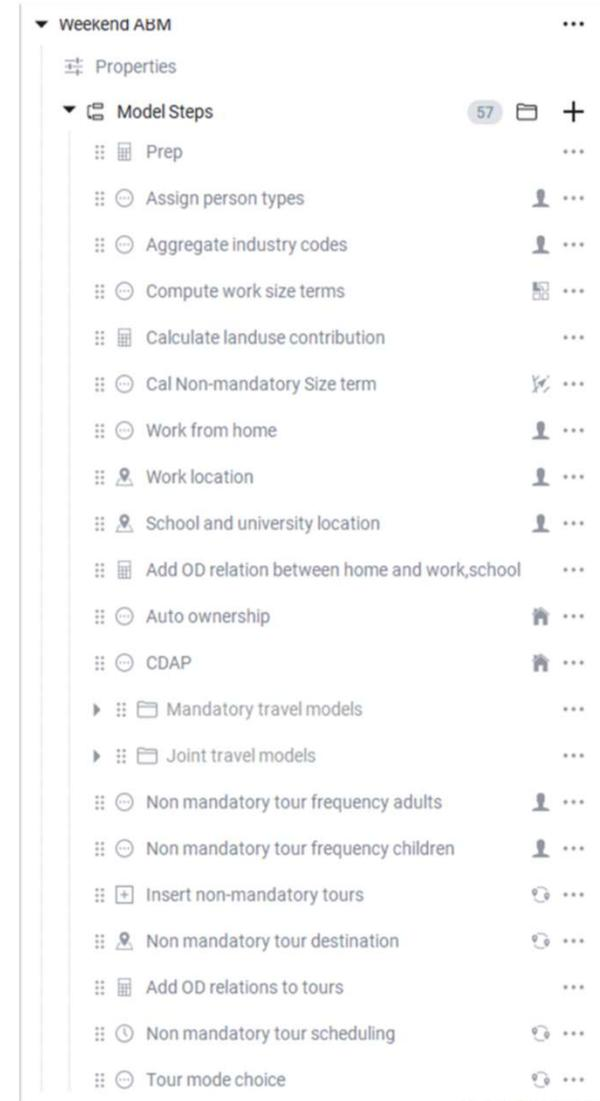 Weekend ABM
Properties
Model Steps 57
Prep
Assign person types
Aggregate industry codes
Compute work size terms
Calculate landuse contribution
Cal Non-mandatory Size term
Work from home
Work location
School and university location
Add OD relation between home and work,school
Auto ownership
CDAP
Mandatory travel models
Joint travel models
Non mandatory tour frequency adults
Non mandatory tour frequency children
Insert non-mandatory tours
Non mandatory tour destination
Add OD relations to tours
Non mandatory tour scheduling
Tour mode choice